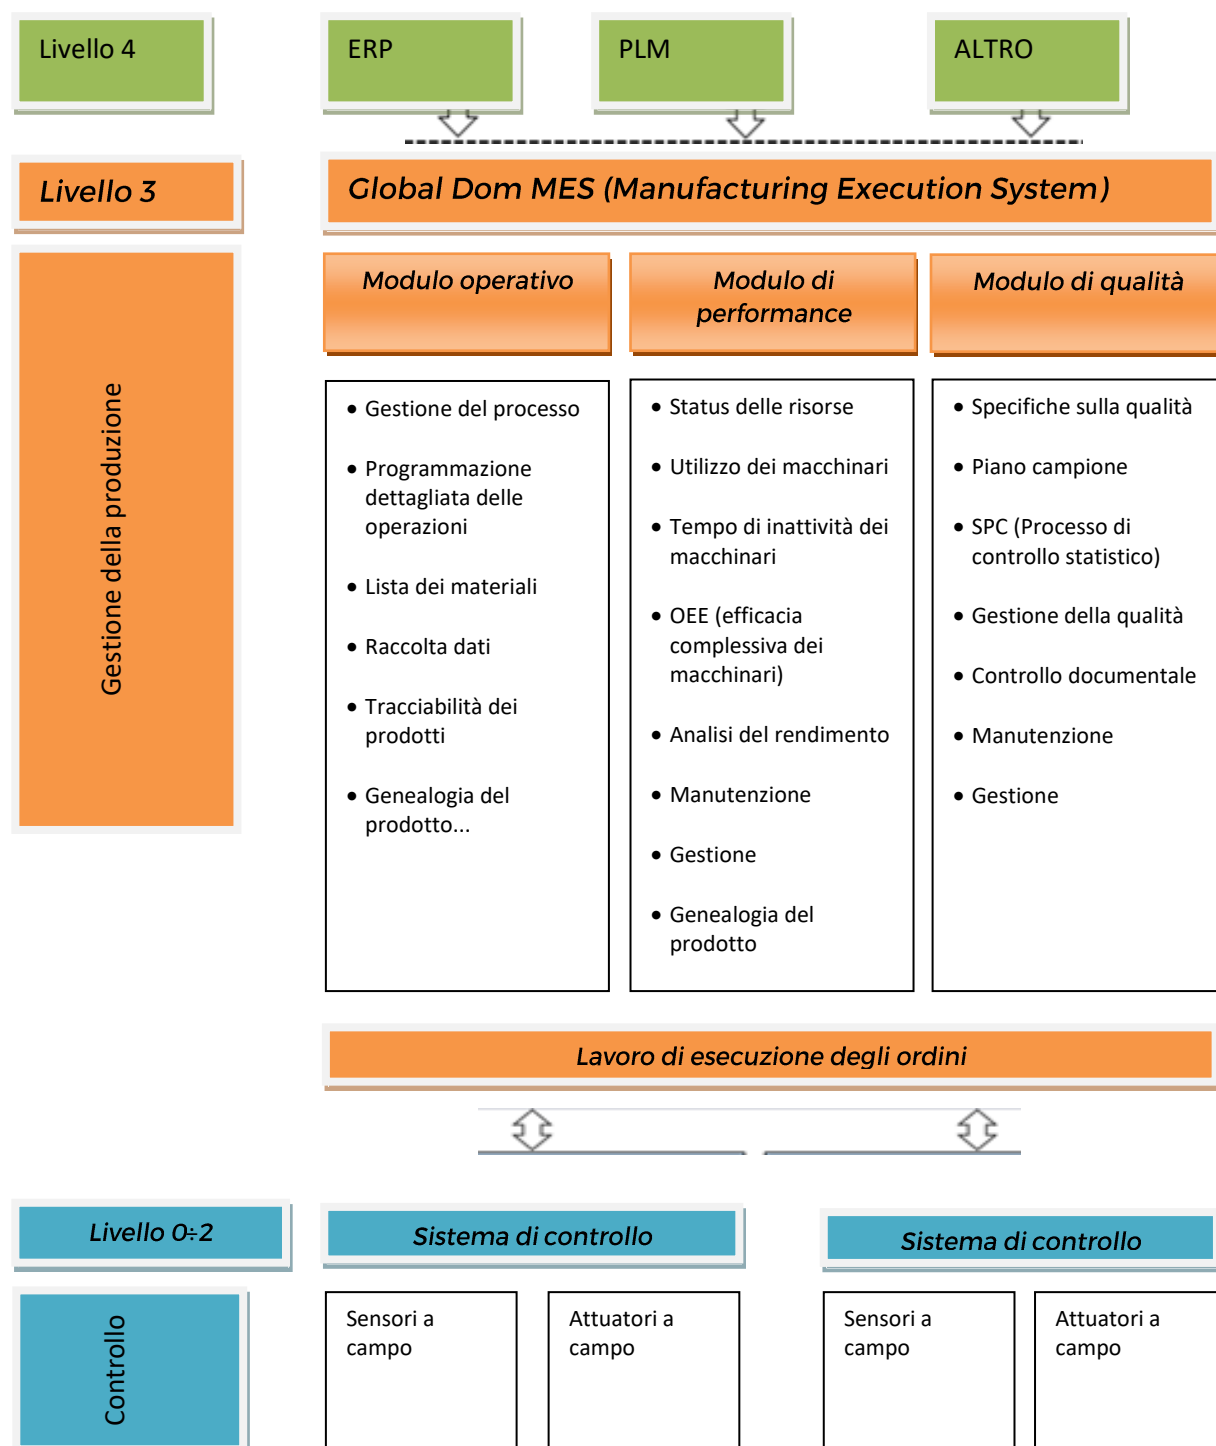 Livello 4
ERP
PLM
ALTRO
Livello 3
Global Dom MES (Manufacturing Execution System)
Gestione della produzione
Modulo operativo
Modulo di
performance
Modulo di qualità
• Gestione del processo
• Programmazione
dettagliata delle
operazioni
• Lista dei materiali
• Raccolta dati
• Tracciabilità dei
prodotti
• Genealogia del
prodotto...
• Status delle risorse
• Utilizzo dei macchinari
• Tempo di inattività dei
macchinari
• OEE (efficacia
complessiva dei
macchinari)
• Analisi del rendimento
• Manutenzione
• Gestione
• Genealogia del
prodotto
• Specifiche sulla qualità
• Piano campione
• SPC (Processo di
controllo statistico)
• Gestione della qualità
• Controllo documentale
• Manutenzione
• Gestione
Lavoro di esecuzione degli ordini
Livello 0÷2
Sistema di controllo
Sistema di controllo
Controllo
Sensori a
campo
Attuatori a
campo
Sensori a
campo
Attuatori a
campo